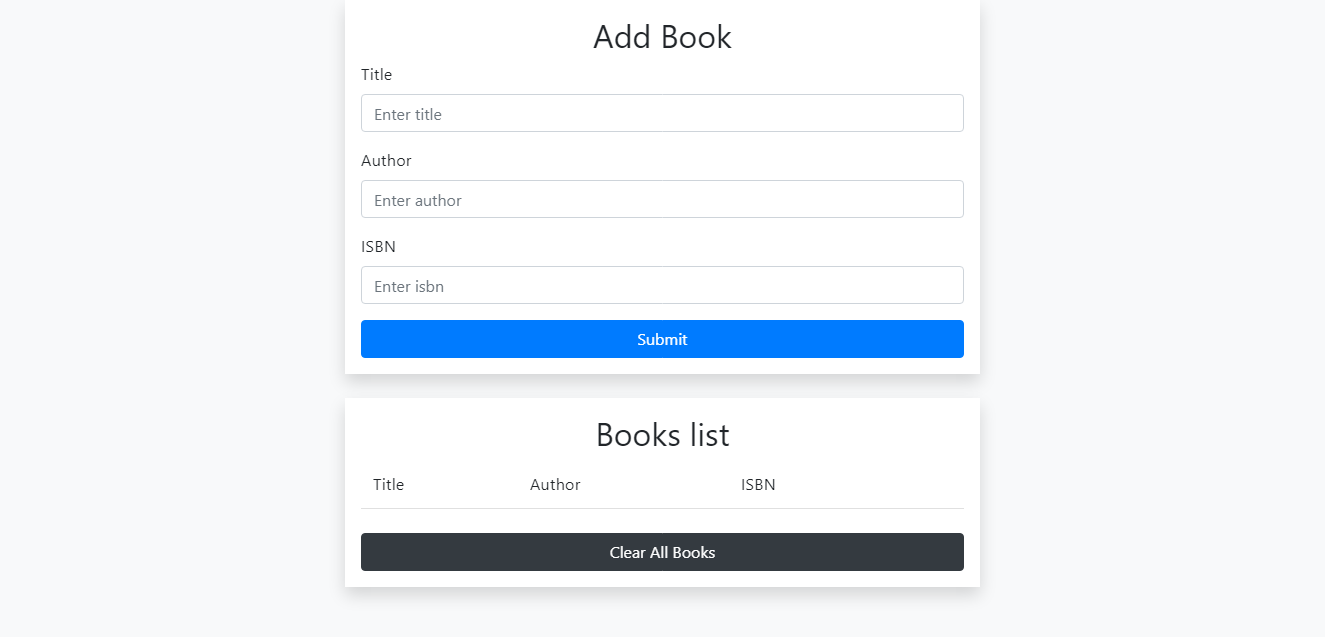 Add Book
Title
Enter title
Author
Enter author
ISBN
Enter isbn
Submit
Books list
Title Author ISBN
Clear All Books